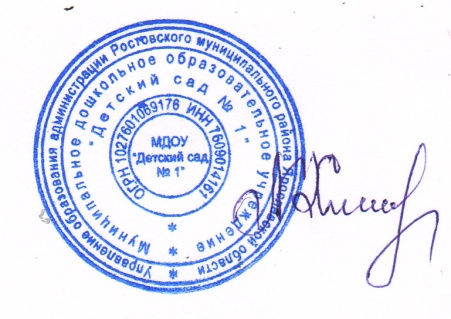 Управление образования администрации Ростовского муниципального района Ярославской области
Муниципальное дошкольное образовательное учреждение
"Детский сад № 1"
ОГРН 1027601069176 ИНН 7609014161
МДОУ
"Детский сад
№ 1"